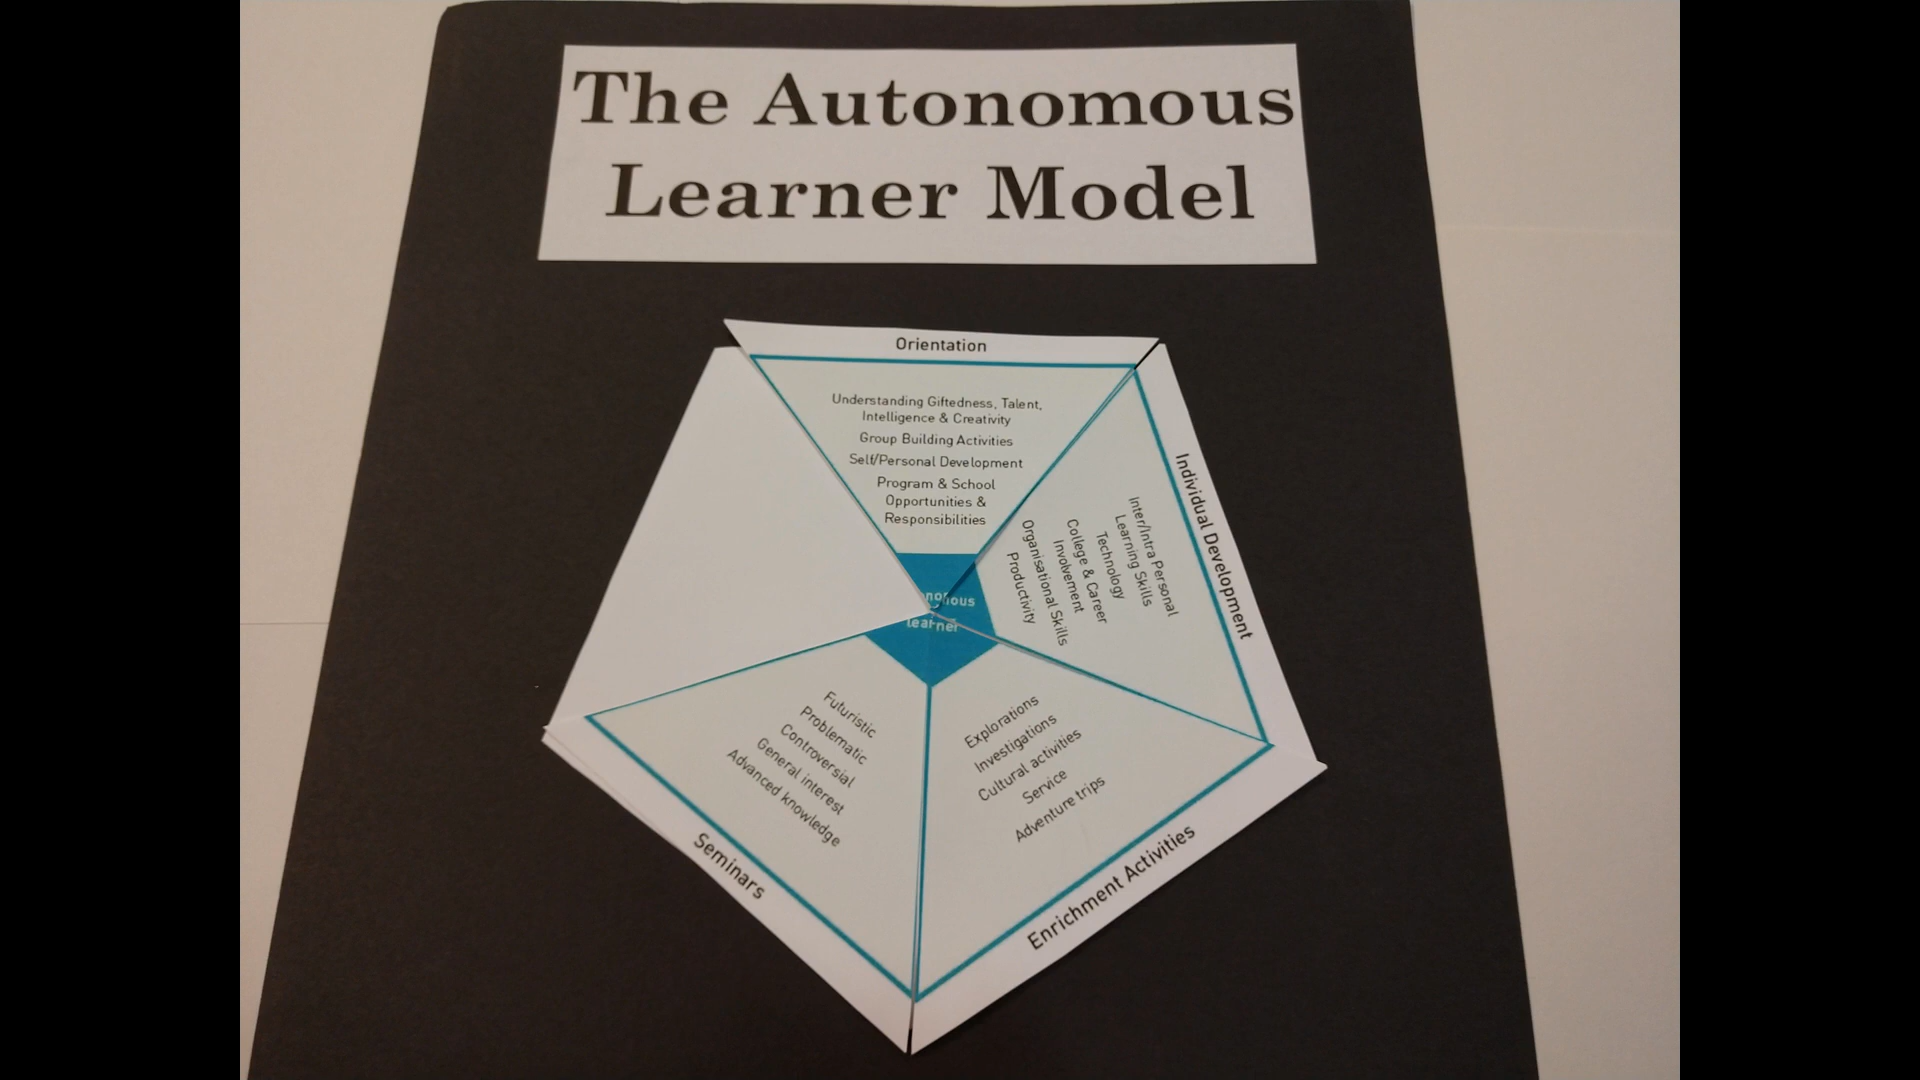 The Autonomous
Learner Model
Orientation
Understanding Giftedness, Talent,
Intelligence & Creativity
Group Building Activities
Self/Personal Development
Program & School
Opportunities &
Responsibilities
Individual Development
Inter/Intra Personal
Learning Skills
Technology
College & Career
Involvement
Organisational Skills
Productivity
learner
Explorations
Investigations
Cultural activities
Service
Adventure trips
Enrichment Activities
Futuristic
Problematic
Controversial
General interest
Advanced knowledge
Seminars